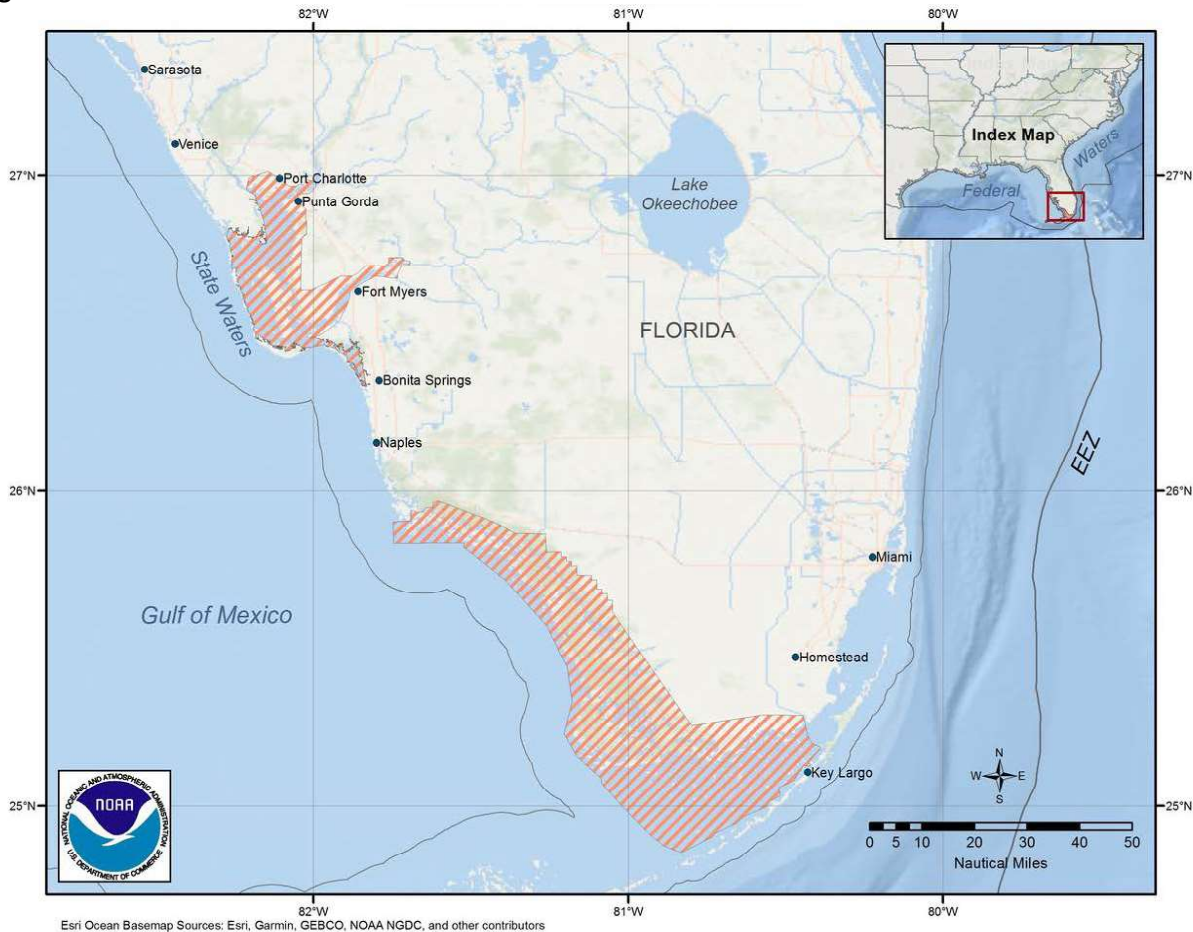 82°W
81°W
80°W
Sarasota
Venice
27°N
27°N
Port Charlotte
Punta Gorda
Lake
Okeechobee
Index Map
Federal
Waters
State Waters
Fort Myers
FLORIDA
Bonita Springs
Naples
EEZ
26°N
26°N
Miami
Gulf of Mexico
Homestead
Key Largo
N
W
E
S
25°N
25°N
NATIONAL OCEANIC AND ATMOSPHERIC ADMINISTRATION
NOAA
U.S. DEPARTMENT OF COMMERCE
0 5 10 20 30 40 50
Nautical Miles
82°W
81°W
80°W
Esri Ocean Basemap Sources: Esri, Garmin, GEBCO, NOAA NGDC, and other contributors